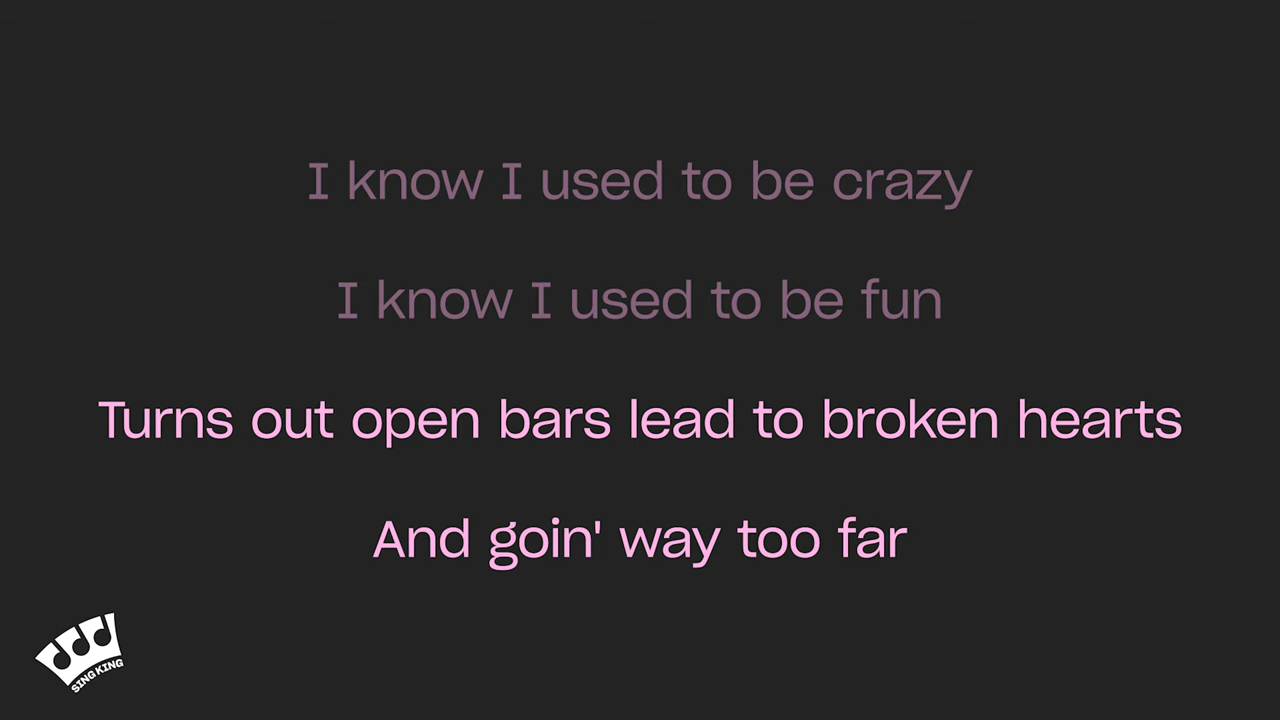 I know I used to be crazy
I know I used to be fun
Turns out open bars lead to broken hearts
And goin' way too far
SING KING